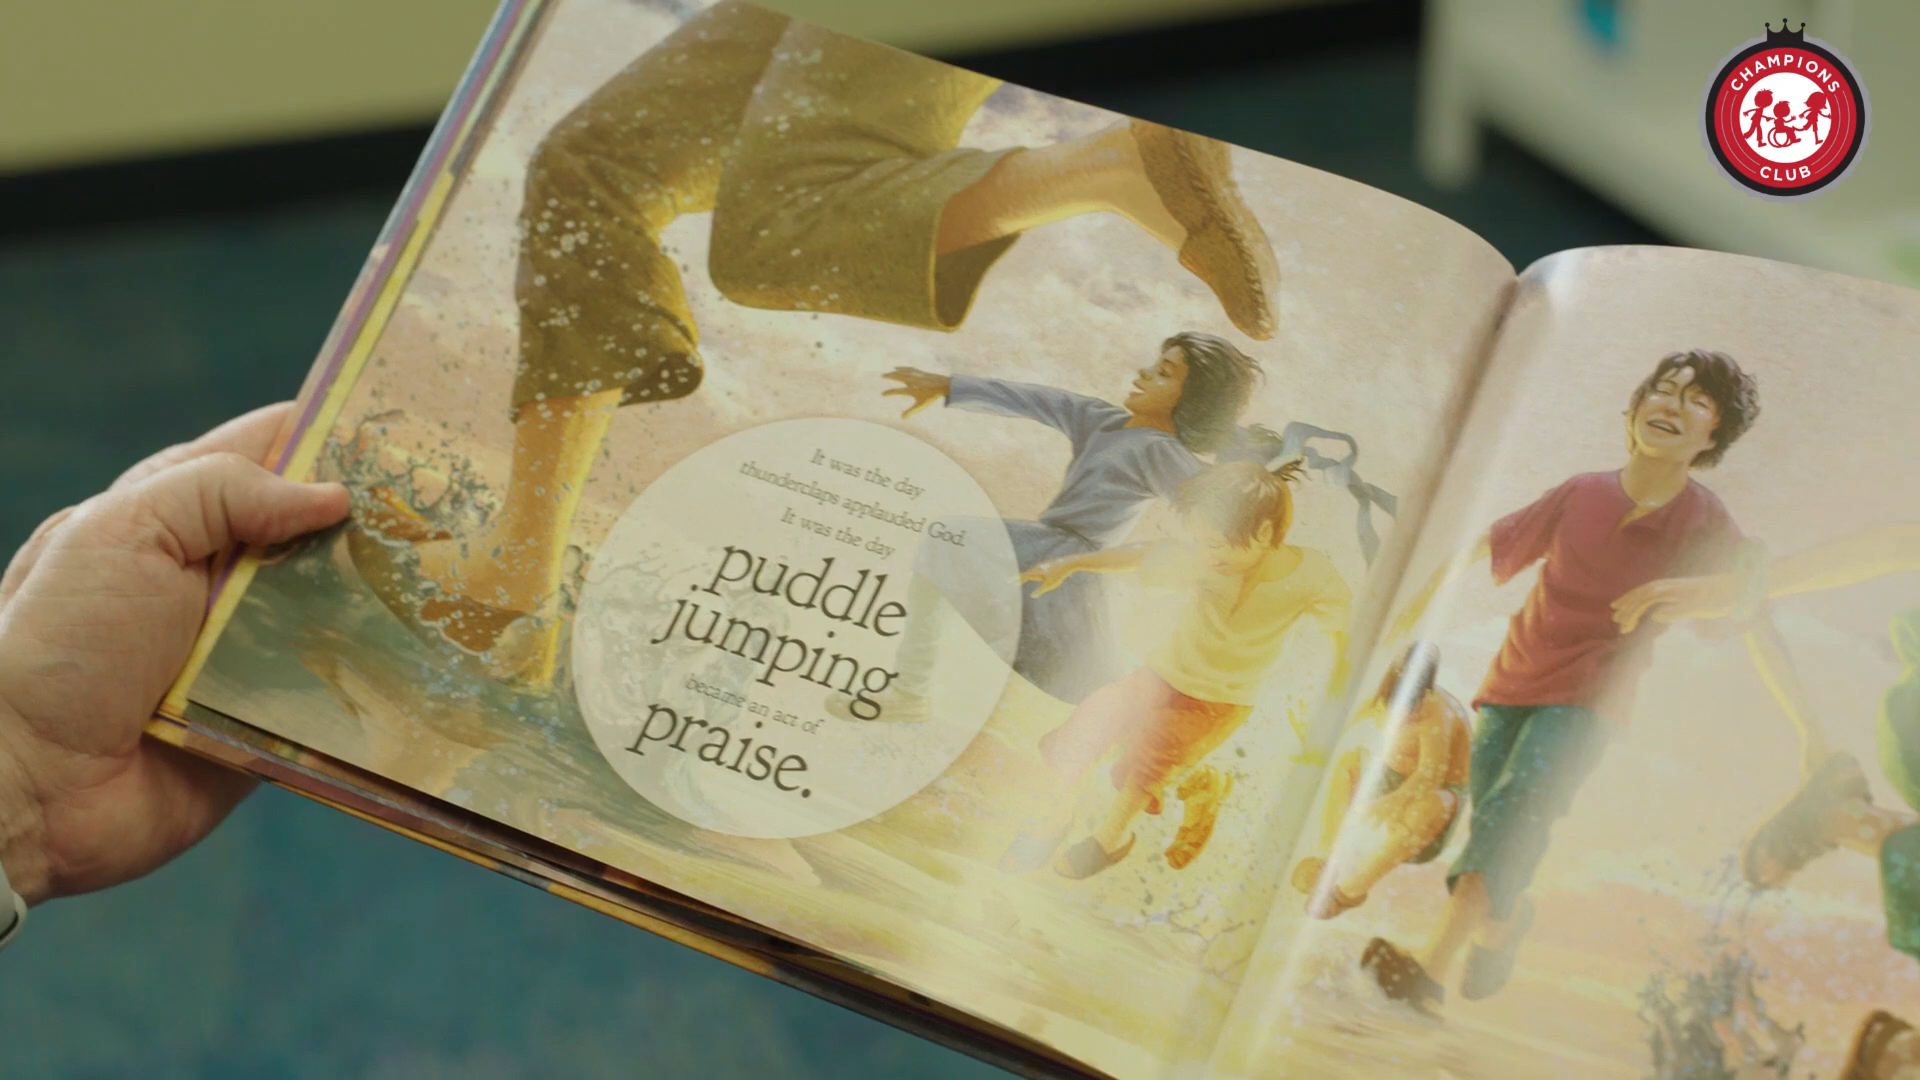 It was the day
thunderclaps applauded God.
It was the day
puddle
jumping
became an act of
praise.
CHAMPIONS
CLUB